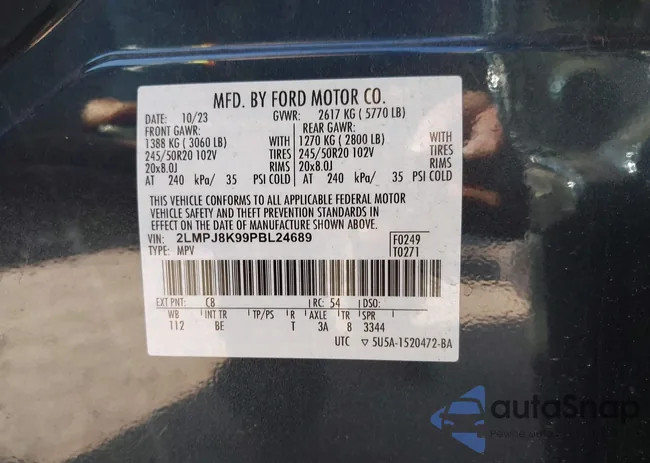 MFD. BY FORD MOTOR CO.
DATE: 10/23 GVWR: 2617 KG ( 5770 LB)
FRONT GAWR: REAR GAWR:
1388 KG ( 3060 LB) WITH 1270 KG ( 2800 LB) WITH
245/50R20 102V TIRES 245/50R20 102V TIRES
20x8.0J RIMS 20x8.0J RIMS
AT 240 kPa/ 35 PSI COLD AT 240 kPa/ 35 PSI COLD
THIS VEHICLE CONFORMS TO ALL APPLICABLE FEDERAL MOTOR
VEHICLE SAFETY AND THEFT PREVENTION STANDARDS IN
EFFECT ON THE DATE OF MANUFACTURE SHOWN ABOVE.
VIN: 2LMPJ8K99PBL24689 F0249
TYPE: MPV T0271
EXT PNT: C8 RC: 54 DSO:
WB INT TR TP/PS R AXLE TR SPR
112 BE T 3A 8 3344
UTC ▽ 5U5A-1520472-BA
autoSnap